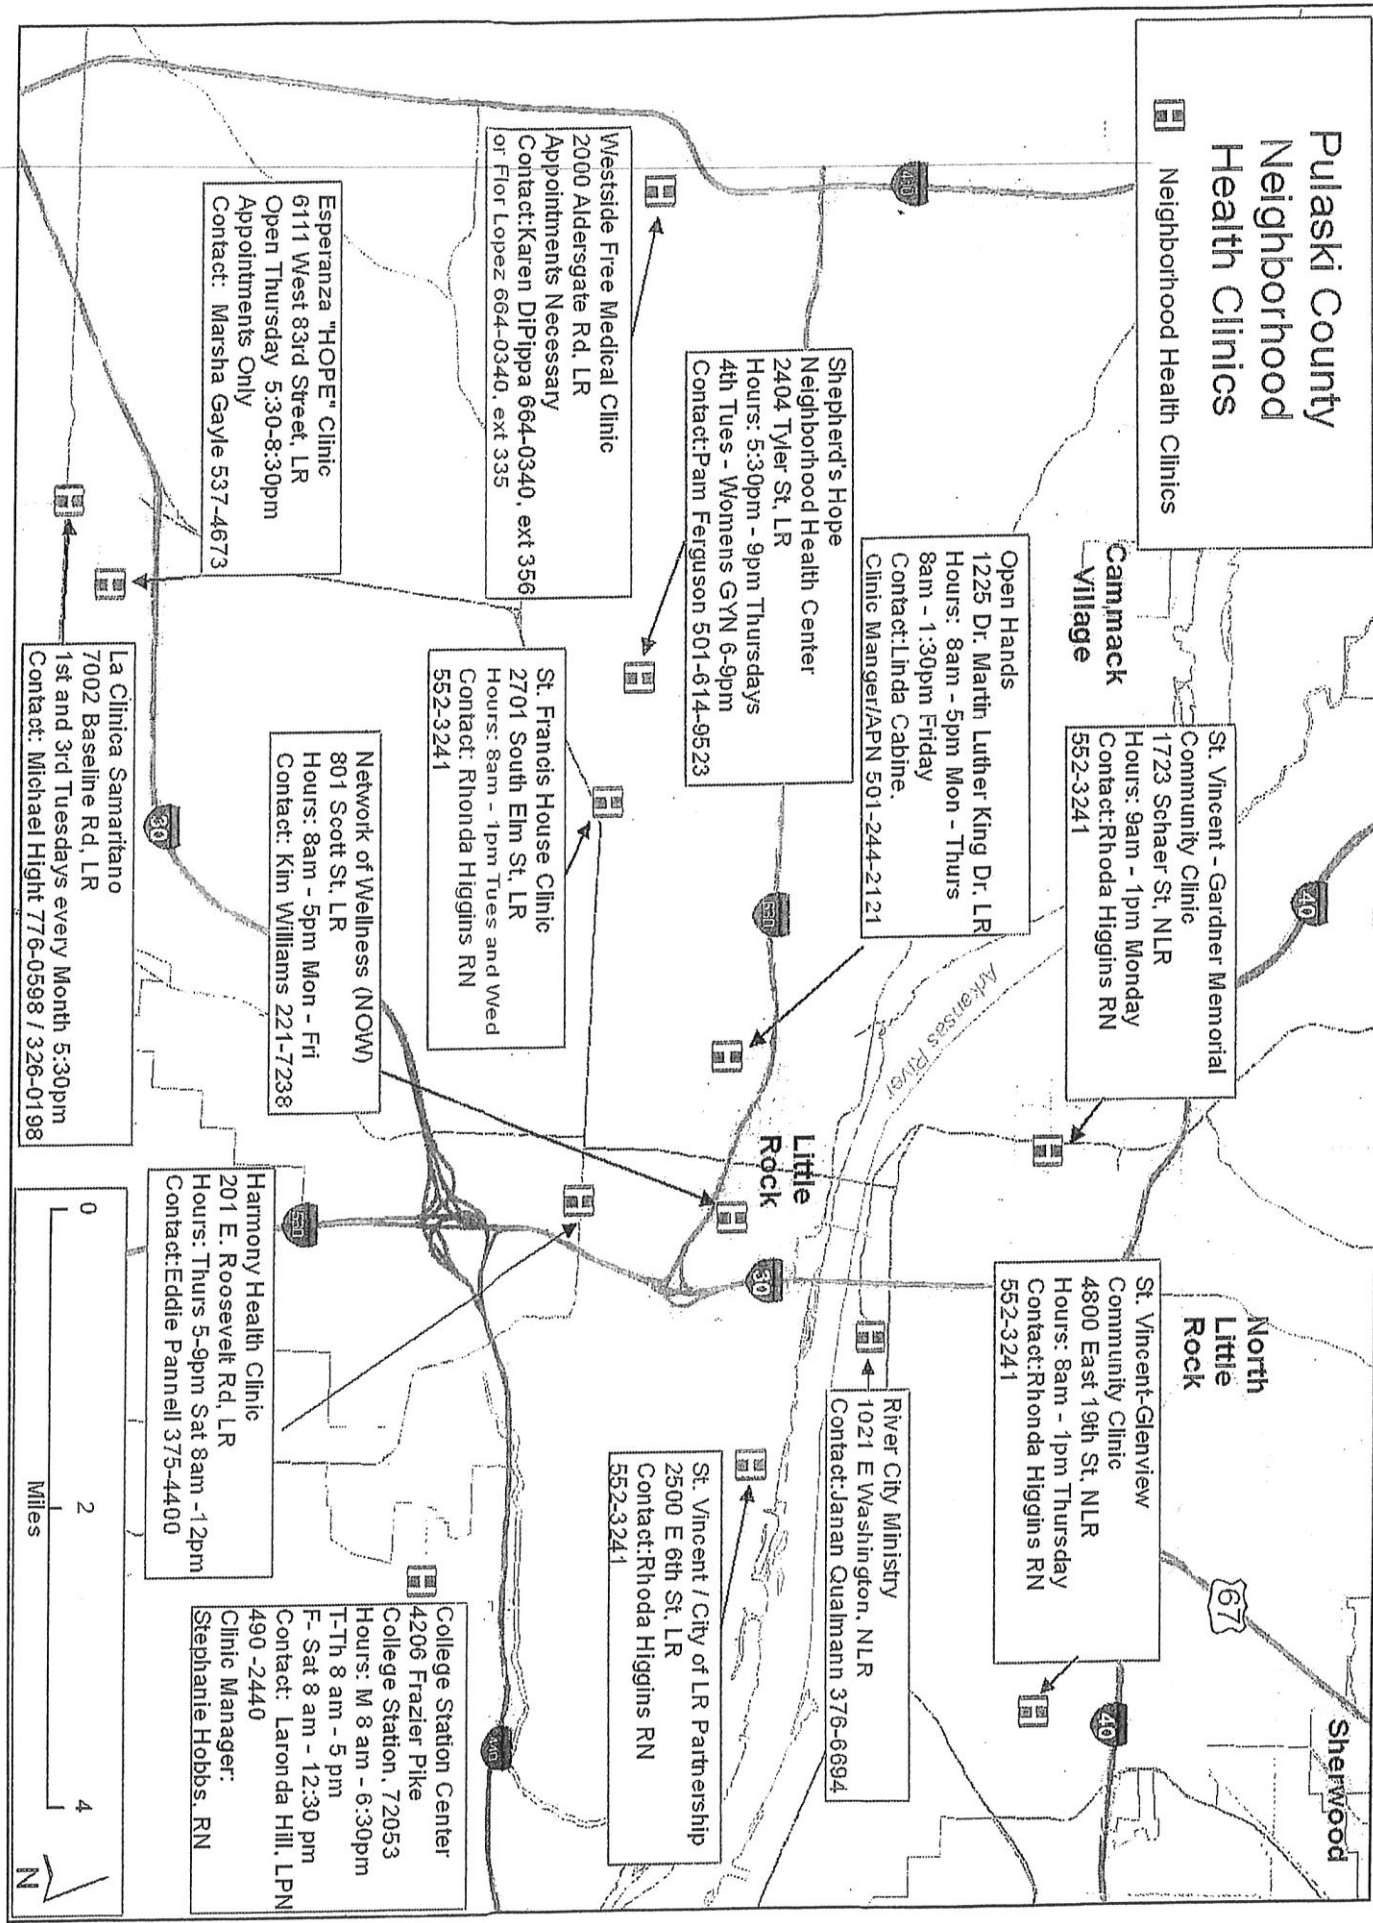 Pulaski County
Neighborhood
Health Clinics
H Neighborhood Health Clinics
Cammack
Village
St. Vincent - Gardner Memorial
Community Clinic
1723 Schaer St, NLR
Hours: 9am - 1pm Monday
Contact:Rhoda Higgins RN
552-3241
40
North
Little
Rock
67
Sherwood
St. Vincent-Glenview
Community Clinic
4800 East 19th St, NLR
Hours: 8am - 1pm Thursday
Contact:Rhonda Higgins RN
552-3241
40
Open Hands
1225 Dr. Martin Luther King Dr. LR
Hours: 8am - 5pm Mon - Thurs
8am - 1:30pm Friday
Contact:Linda Cabine.
Clinic Manger/APN 501-244-2121
Arkansas River
River City Ministry
1021 E Washington, NLR
Contact:Janan Qualmann 376-6694
Shepherd's Hope
Neighborhood Health Center
2404 Tyler St, LR
Hours: 5:30pm - 9pm Thursdays
4th Tues - Womens GYN 6-9pm
Contact:Pam Ferguson 501-614-9523
Little
Rock
30
St. Vincent / City of LR Partnership
2500 E 6th St, LR
Contact:Rhoda Higgins RN
552-3241
Westside Free Medical Clinic
2000 Aldersgate Rd, LR
Appointments Necessary
Contact:Karen DiPippa 664-0340, ext 356
or Flor Lopez 664-0340, ext 335
St. Francis House Clinic
2701 South Elm St, LR
Hours: 8am - 1pm Tues and Wed
Contact: Rhonda Higgins RN
552-3241
College Station Center
4206 Frazier Pike
College Station, 72053
Hours: M 8 am - 6:30pm
T-Th 8 am - 5 pm
F- Sat 8 am - 12:30 pm
Contact: Laronda Hill, LPN
490 -2440
Clinic Manager:
Stephanie Hobbs, RN
Esperanza "HOPE" Clinic
6111 West 83rd Street, LR
Open Thursday 5:30-8:30pm
Appointments Only
Contact: Marsha Gayle 537-4673
Network of Wellness (NOW)
801 Scott St, LR
Hours: 8am - 5pm Mon - Fri
Contact: Kim Williams 221-7238
Harmony Health Clinic
201 E. Roosevelt Rd, LR
Hours: Thurs 5-9pm Sat 8am -12pm
Contact:Eddie Pannell 375-4400
30
La Clinica Samaritano
7002 Baseline Rd, LR
1st and 3rd Tuesdays every Month 5:30pm
Contact: Michael Hight 776-0598 / 326-0198
0 2 4
Miles
N